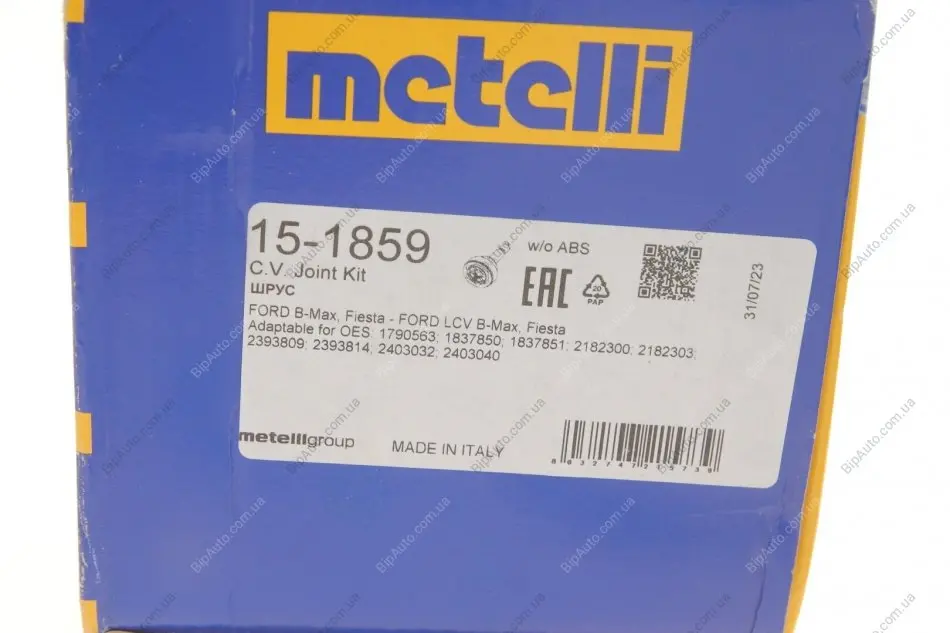 metelli
15-1859
w/o ABS
C.V. Joint Kit
ШРУС
EAC
20
PAP
31/07/23
FORD B-Max, Fiesta - FORD LCV B-Max, Fiesta
Adaptable for OES: 1790563; 1837850; 1837851; 2182300; 2182303;
2393809; 2393814; 2403032; 2403040
metelligroup
MADE IN ITALY
BipAuto.com.ua